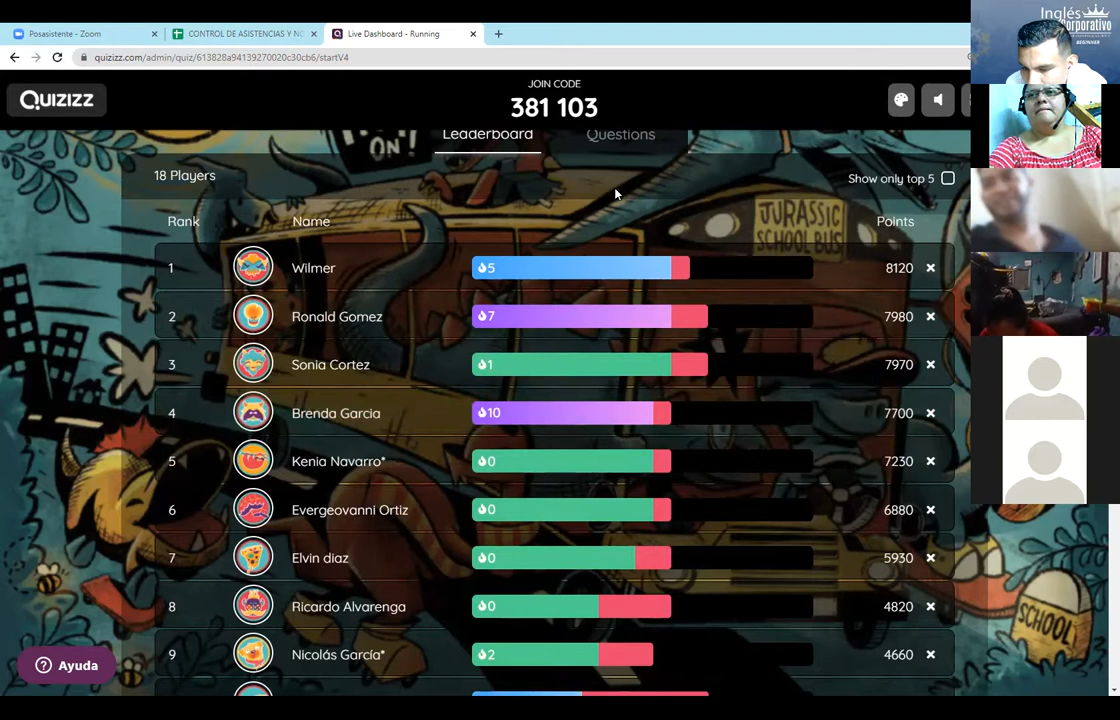 Posasistente - Zoom
CONTROL DE ASISTENCIAS Y NO
Live Dashboard - Running
quizizz.com/admin/quiz/613828a94139270020c30cb6/startV4
Inglés
Corporativo
BEGINNER
QUIZIZZ
JOIN CODE
381 103
ON!
Leaderboard Questions
18 Players
Show only top 5
JURASSIC
SCHOOL BUS
Rank Name Points
1 Wilmer 5 8120
2 Ronald Gomez 7 7980
3 Sonia Cortez 1 7970
4 Brenda Garcia 10 7700
5 Kenia Navarro* 0 7230
6 Evergeovanni Ortiz 0 6880
7 Elvin diaz 0 5930
8 Ricardo Alvarenga 0 4820
9 Nicolás García* 2 4660
SCHOOL
Ayuda